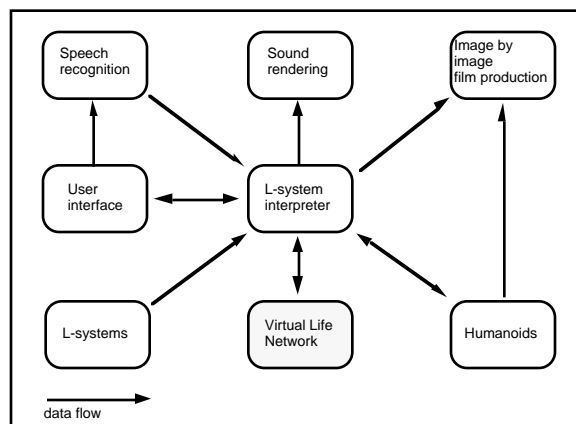 Speech
recognition
Sound
rendering
Image by
image
film production
User
interface
L-system
interpreter
L-systems
Virtual Life
Network
Humanoids
data flow